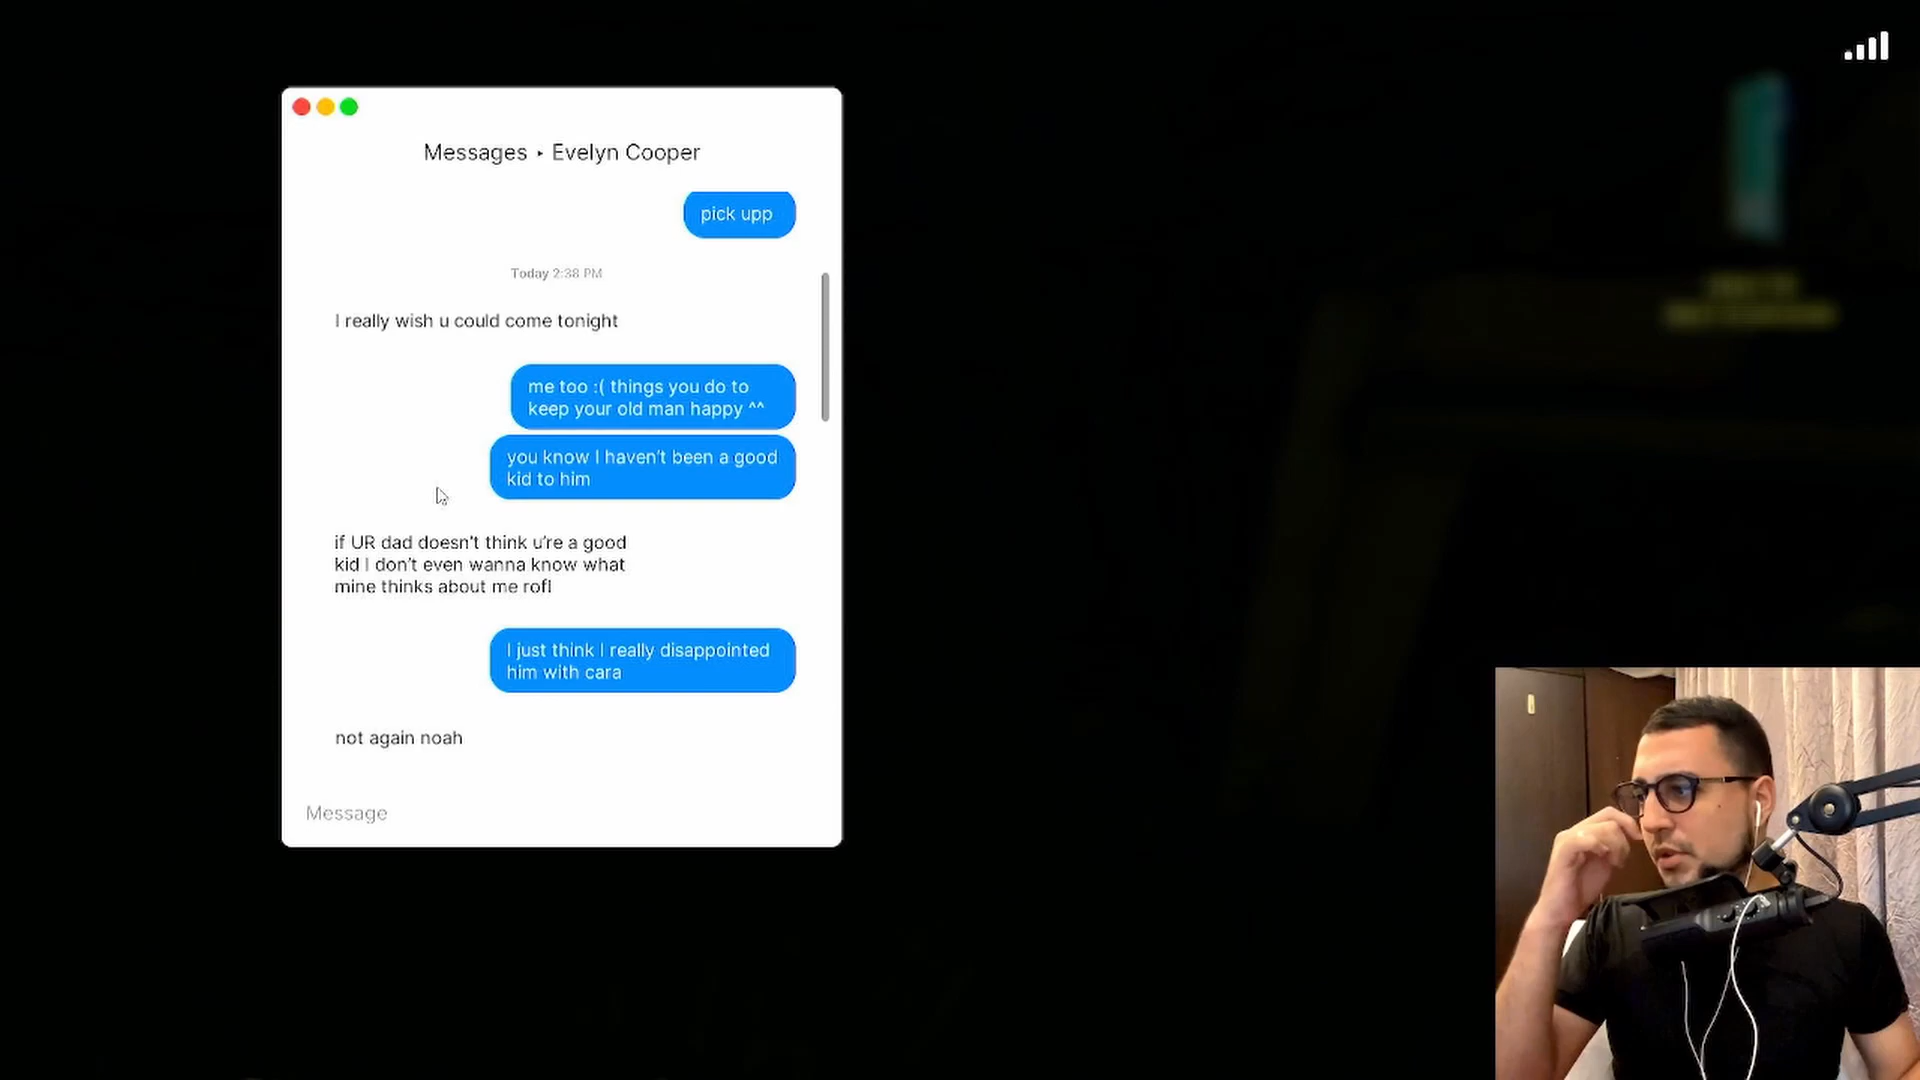 Messages ‣ Evelyn Cooper
pick upp
Today 2:38 PM
I really wish u could come tonight
me too :( things you do to
keep your old man happy ^^
you know I haven't been a good
kid to him
if UR dad doesn't think u're a good
kid I don't even wanna know what
mine thinks about me rofl
I just think I really disappointed
him with cara
not again noah
Message